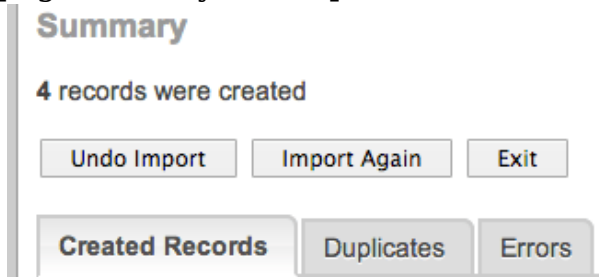 Summary
4 records were created
Undo Import Import Again Exit
Created Records Duplicates Errors